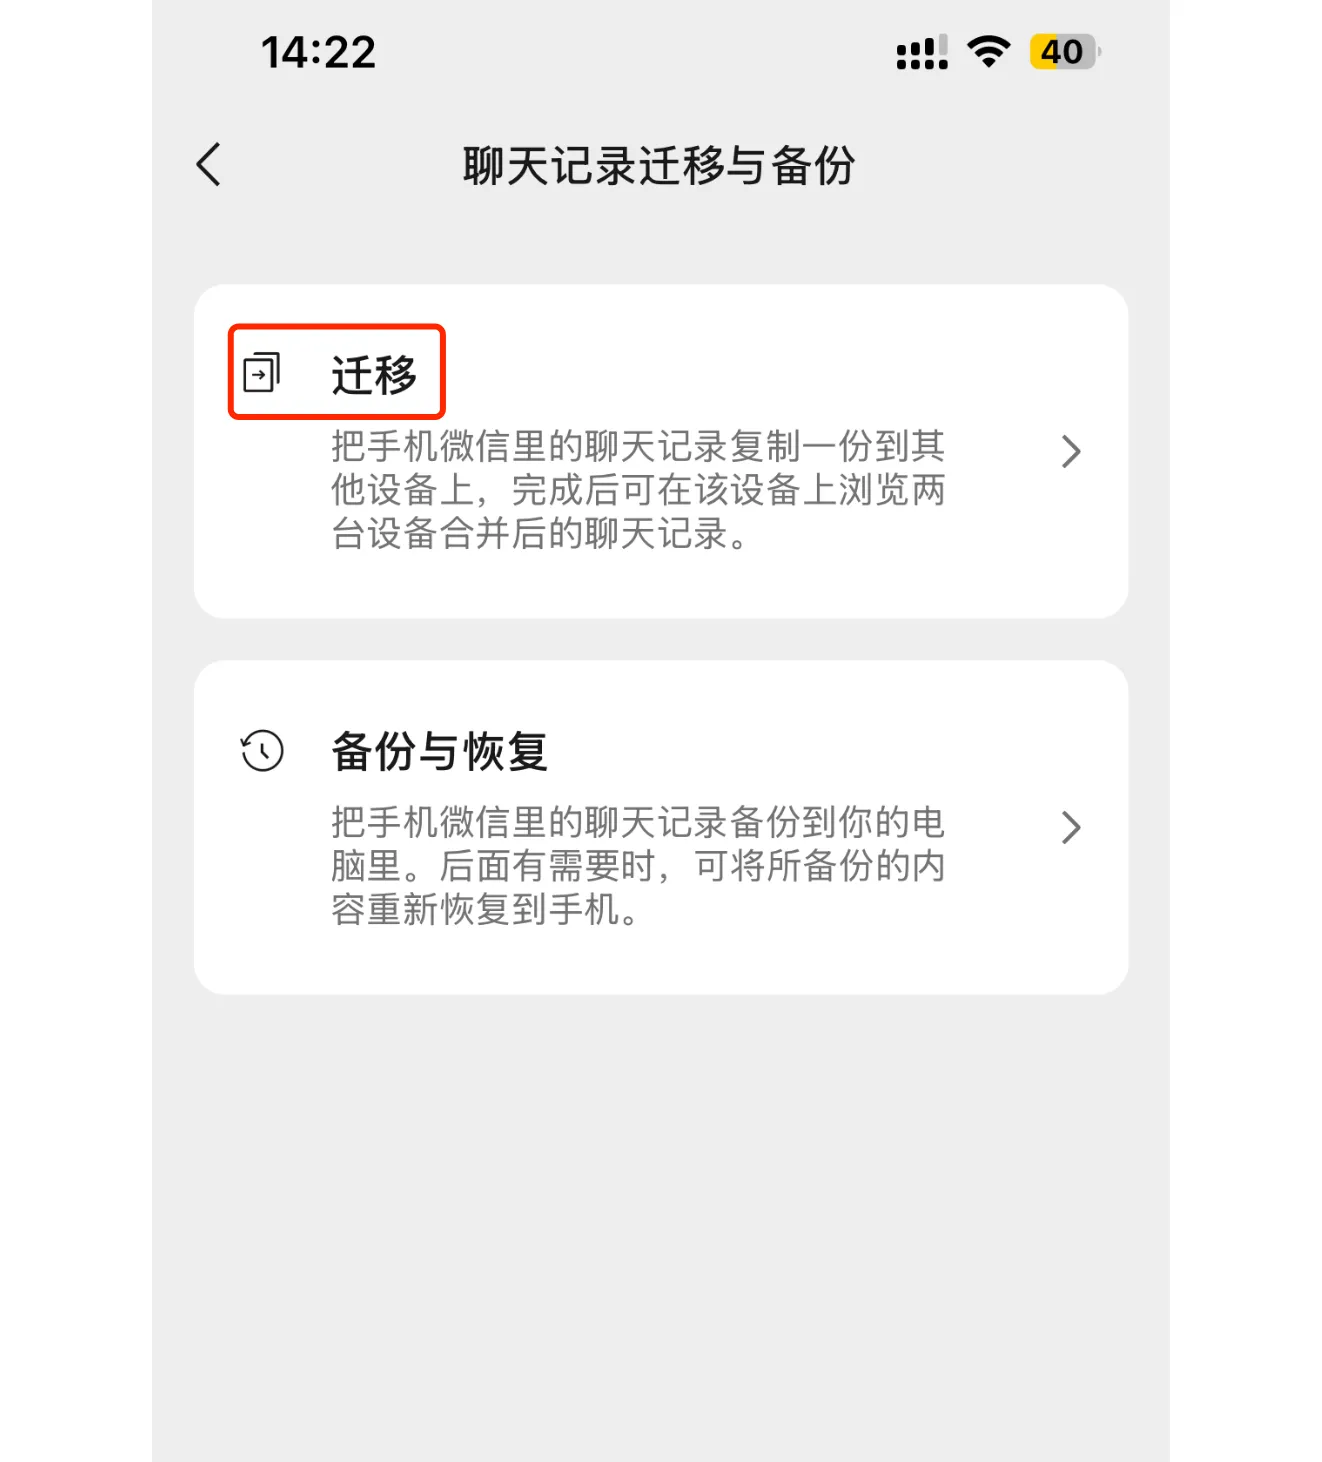 14:22
40
聊天记录迁移与备份
迁移
把手机微信里的聊天记录复制一份到其
他设备上，完成后可在该设备上浏览两
台设备合并后的聊天记录。
备份与恢复
把手机微信里的聊天记录备份到你的电
脑里。后面有需要时，可将所备份的内
容重新恢复到手机。